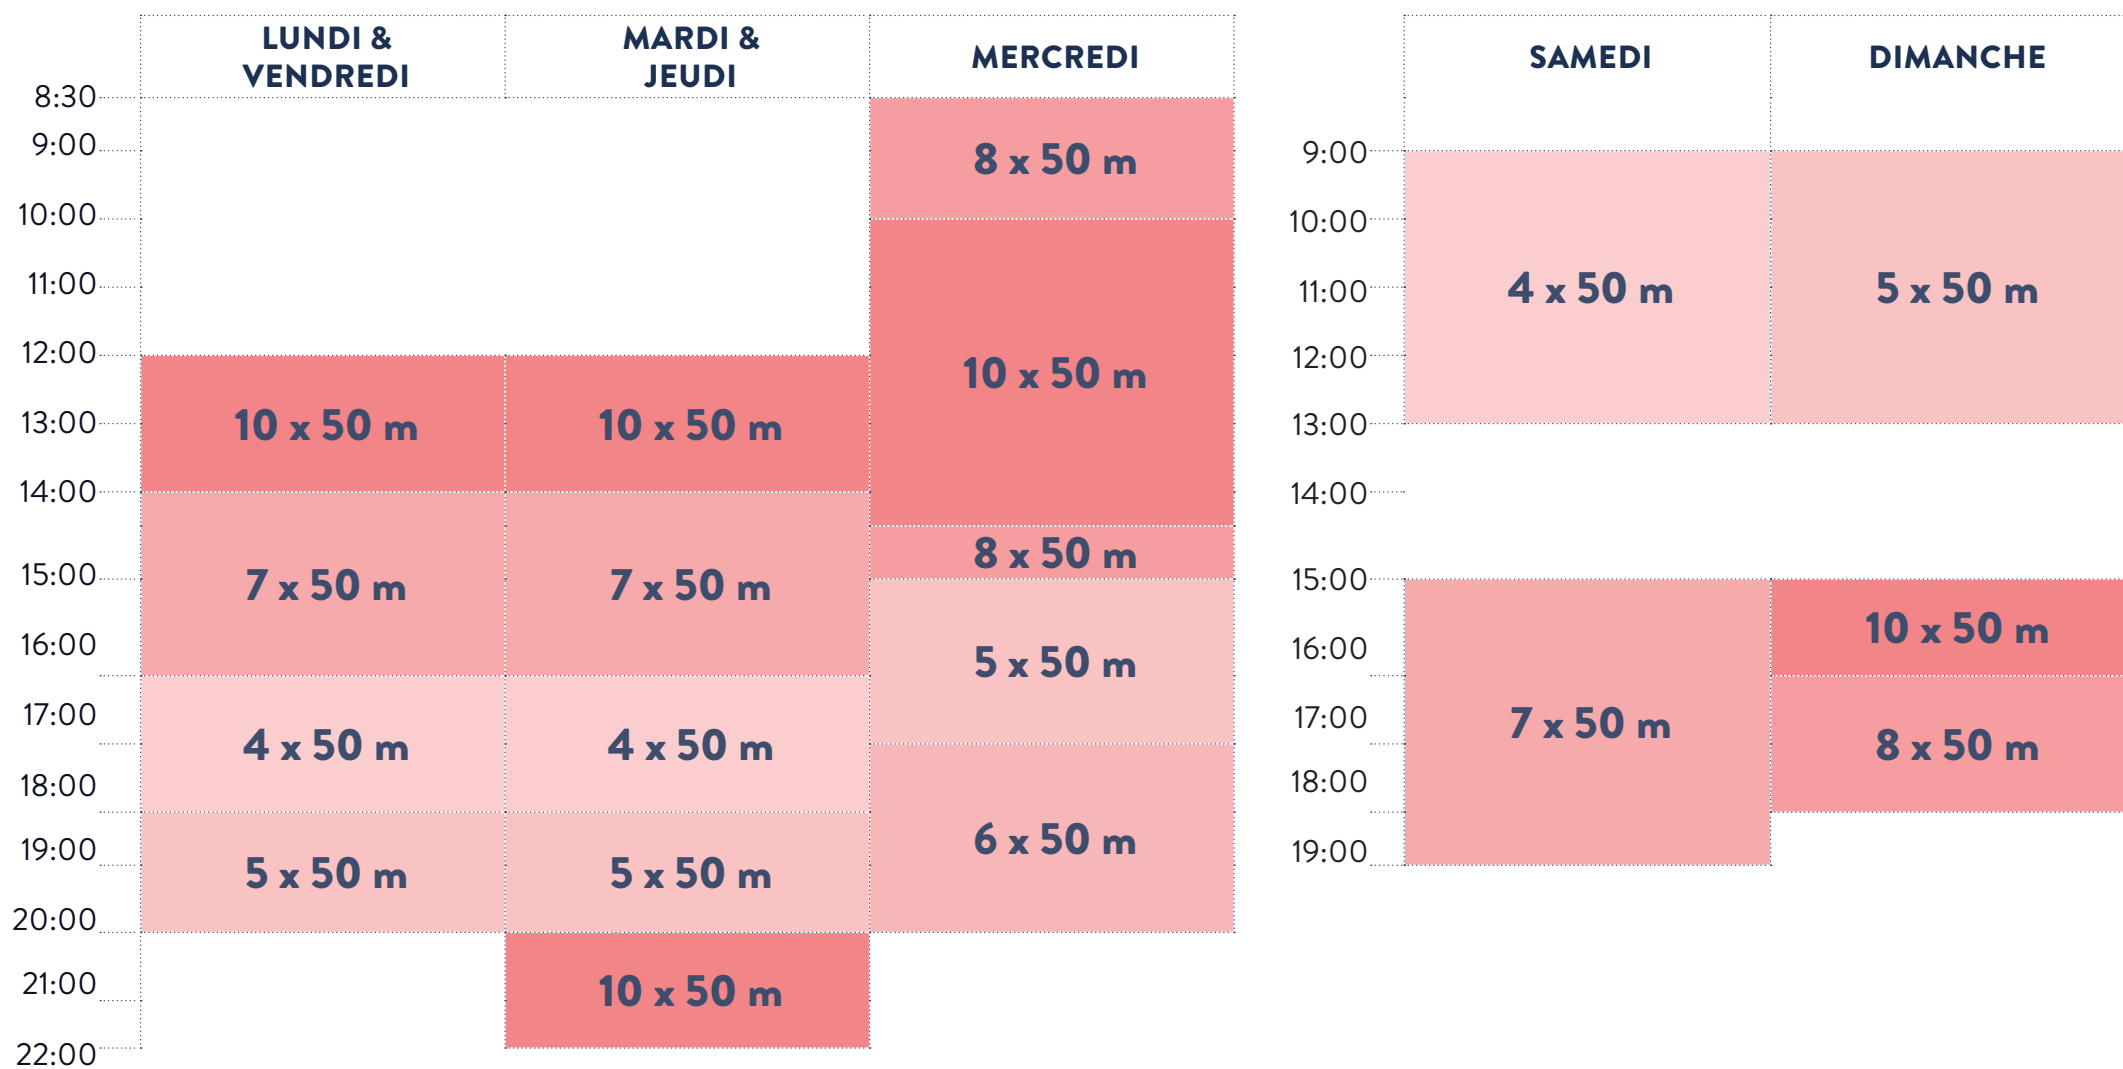 LUNDI &
VENDREDI
MARDI &
JEUDI
MERCREDI
SAMEDI
DIMANCHE
8:30
9:00
10:00
11:00
12:00
13:00
14:00
15:00
16:00
17:00
18:00
19:00
20:00
21:00
22:00
10 x 50 m
7 x 50 m
4 x 50 m
5 x 50 m
10 x 50 m
7 x 50 m
4 x 50 m
5 x 50 m
10 x 50 m
8 x 50 m
10 x 50 m
8 x 50 m
5 x 50 m
6 x 50 m
9:00
10:00
11:00
12:00
13:00
14:00
15:00
16:00
17:00
18:00
19:00
4 x 50 m
7 x 50 m
5 x 50 m
10 x 50 m
8 x 50 m